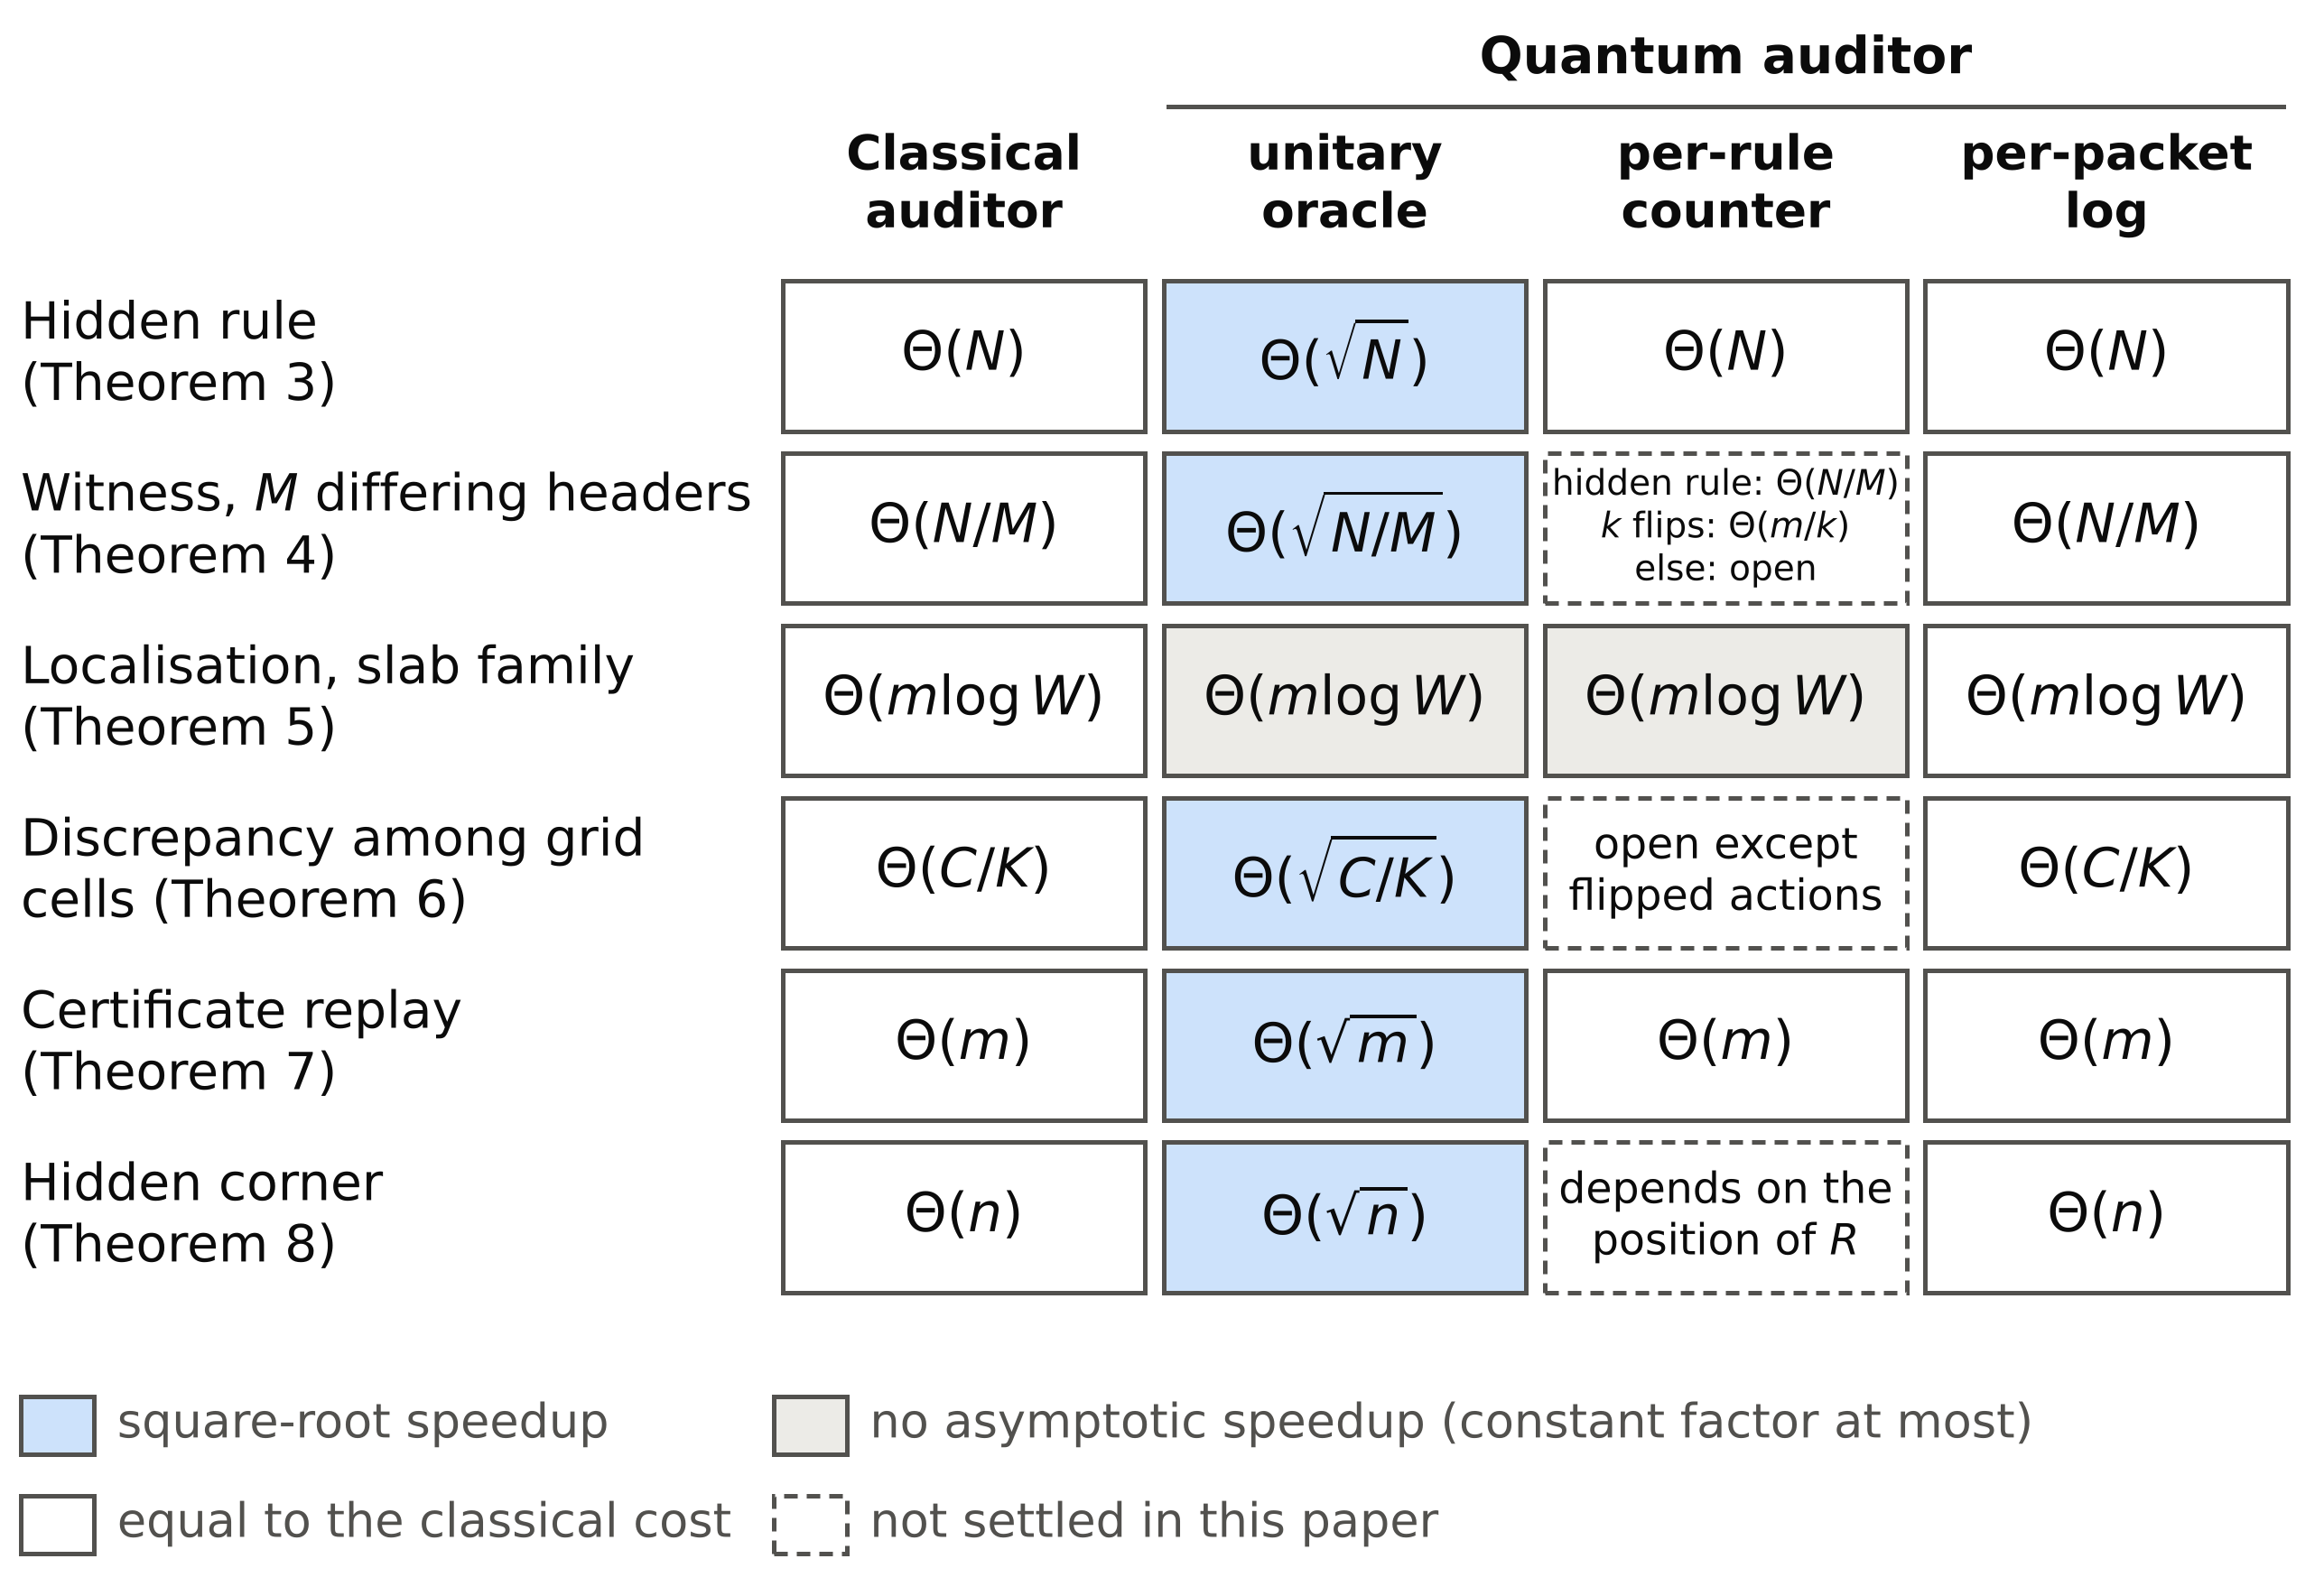 Quantum auditor
Classical auditor
unitary oracle
per-rule counter
per-packet log
Hidden rule
(Theorem 3)
Θ(N)
Θ(√N)
Θ(N)
Θ(N)
Witness, M differing headers
(Theorem 4)
Θ(N/M)
Θ(√N/M)
hidden rule: Θ(N/M)
k flips: Θ(m/k)
else: open
Θ(N/M)
Localisation, slab family
(Theorem 5)
Θ(m log W)
Θ(m log W)
Θ(m log W)
Θ(m log W)
Discrepancy among grid
cells (Theorem 6)
Θ(C/K)
Θ(√C/K)
open except
flipped actions
Θ(C/K)
Certificate replay
(Theorem 7)
Θ(m)
Θ(√m)
Θ(m)
Θ(m)
Hidden corner
(Theorem 8)
Θ(n)
Θ(√n)
depends on the
position of R
Θ(n)
square-root speedup
no asymptotic speedup (constant factor at most)
equal to the classical cost
not settled in this paper